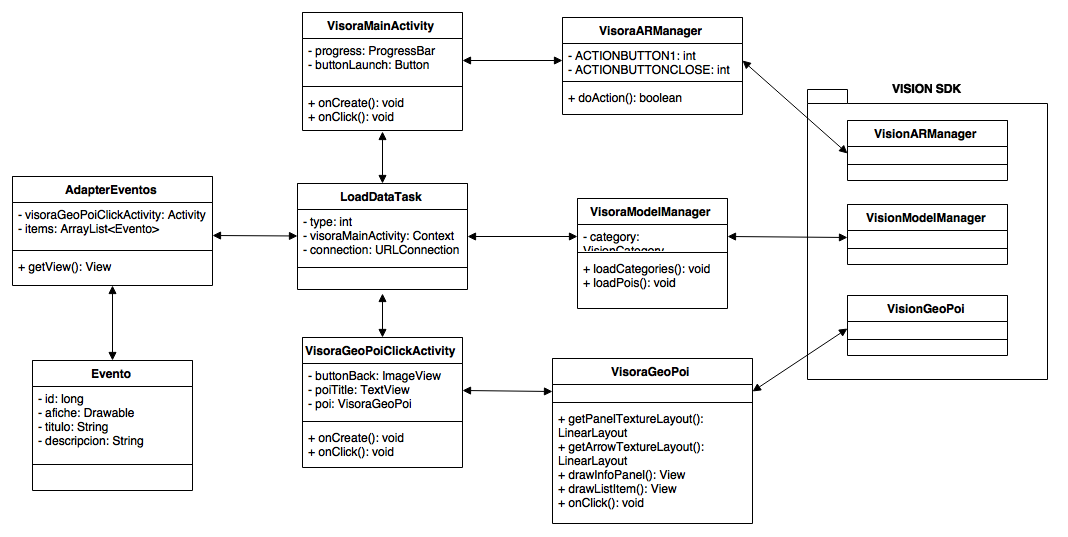 VisoraMainActivity
- progress: ProgressBar
- buttonLaunch: Button
+ onCreate(): void
+ onClick(): void
VisoraARManager
- ACTIONBUTTON1: int
- ACTIONBUTTONCLOSE: int
+ doAction(): boolean
VISION SDK
VisionARManager
VisionModelManager
VisionGeoPoi
AdapterEventos
- visoraGeoPoiClickActivity: Activity
- items: ArrayList<Evento>
+ getView(): View
LoadDataTask
- type: int
- visoraMainActivity: Context
- connection: URLConnection
VisoraModelManager
- category:
VisionCategory
+ loadCategories(): void
+ loadPois(): void
Evento
- id: long
- afiche: Drawable
- titulo: String
- descripcion: String
VisoraGeoPoiClickActivity
- buttonBack: ImageView
- poiTitle: TextView
- poi: VisoraGeoPoi
+ onCreate(): void
+ onClick(): void
VisoraGeoPoi
+ getPanelTextureLayout():
LinearLayout
+ getArrowTextureLayout():
LinearLayout
+ drawInfoPanel(): View
+ drawListItem(): View
+ onClick(): void